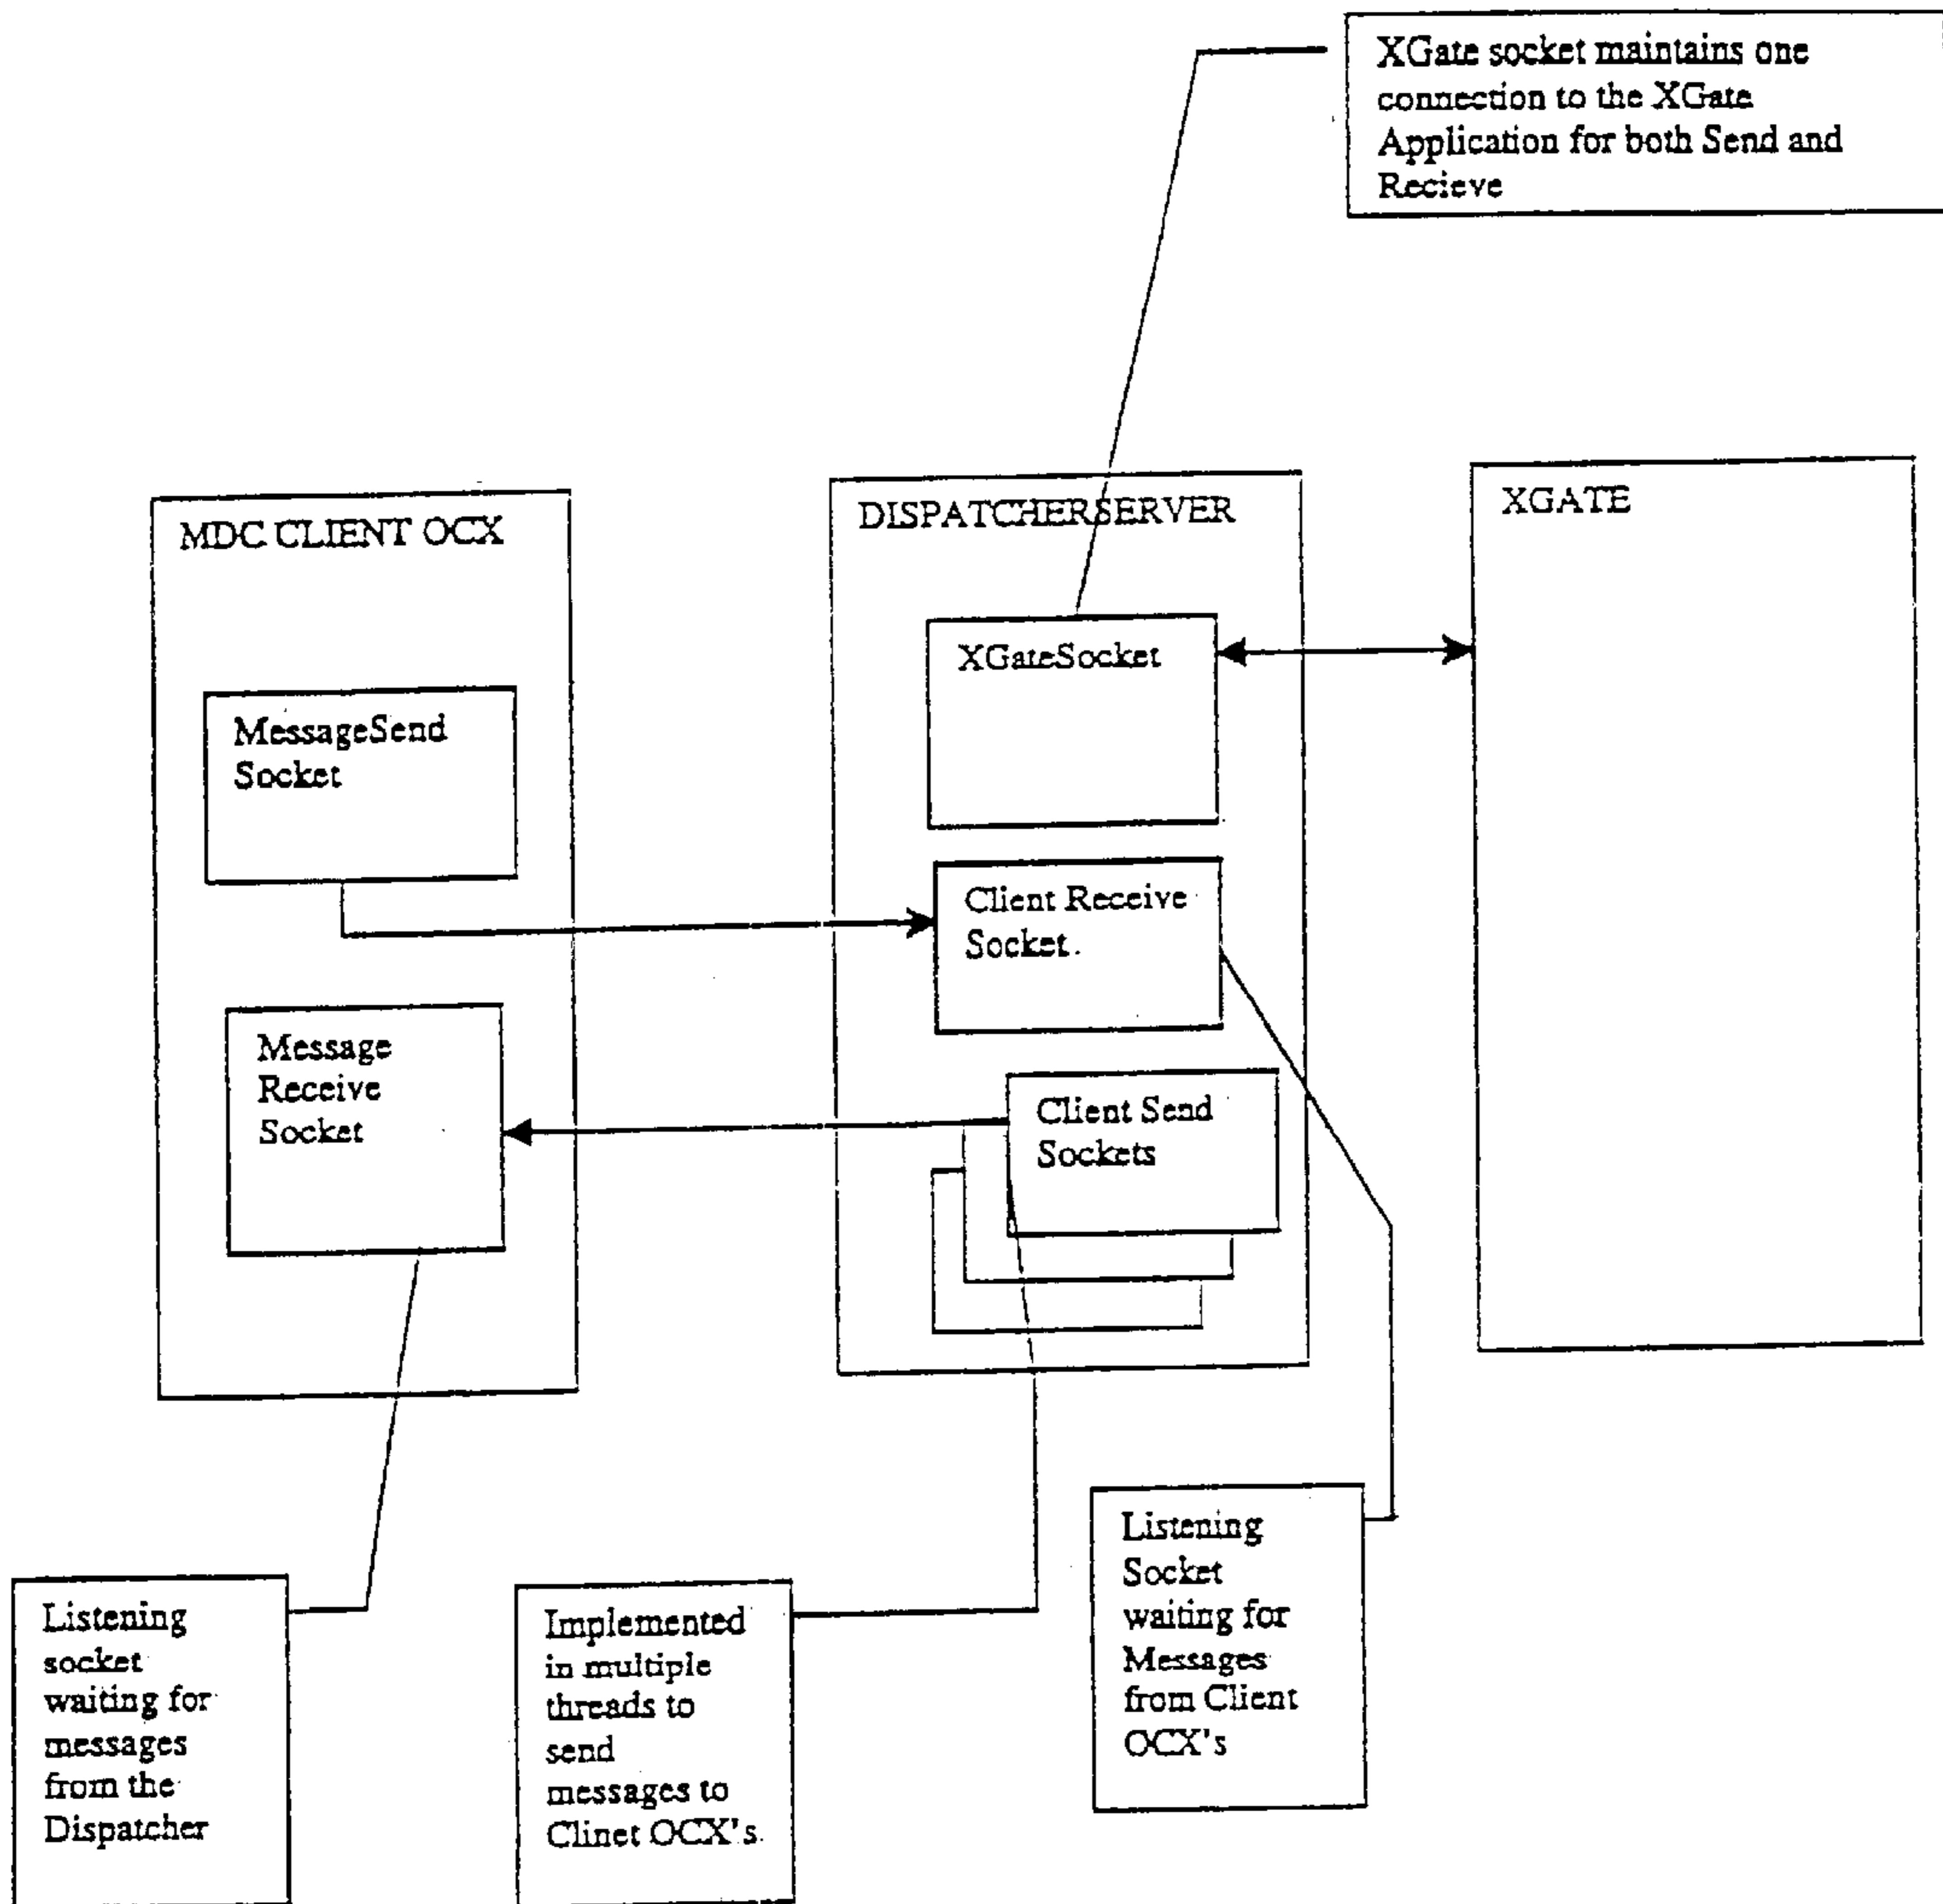 XGate socket maintains one
connection to the XGate
Application for both Send and
Recieve
MDC CLIENT OCX
DISPATCHERSERVER
XGATE
XGateSocket
MessageSend
Socket
Client Receive
Socket.
Message
Receive
Socket
Client Send
Sockets
Listening
socket
waiting for
messages
from the
Dispatcher
Implemented
in multiple
threads to
send
messages to
Clinet OCX's.
Listening
Socket
waiting for
Messages
from Client
OCX's